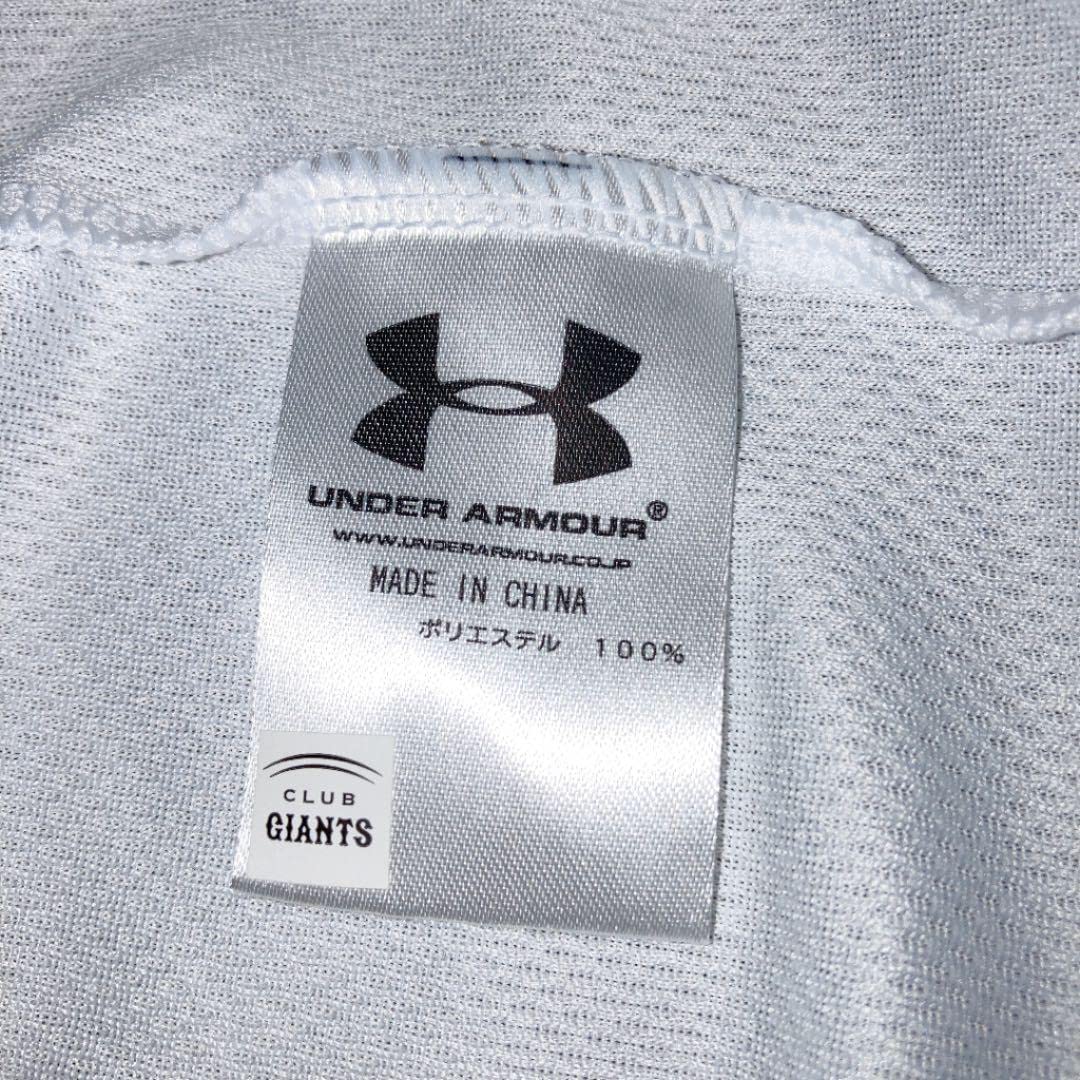 UNDER ARMOUR®
WWW.UNDERARMOUR.CO.JP
MADE IN CHINA
ポリエステル 100%
CLUB
GIANTS